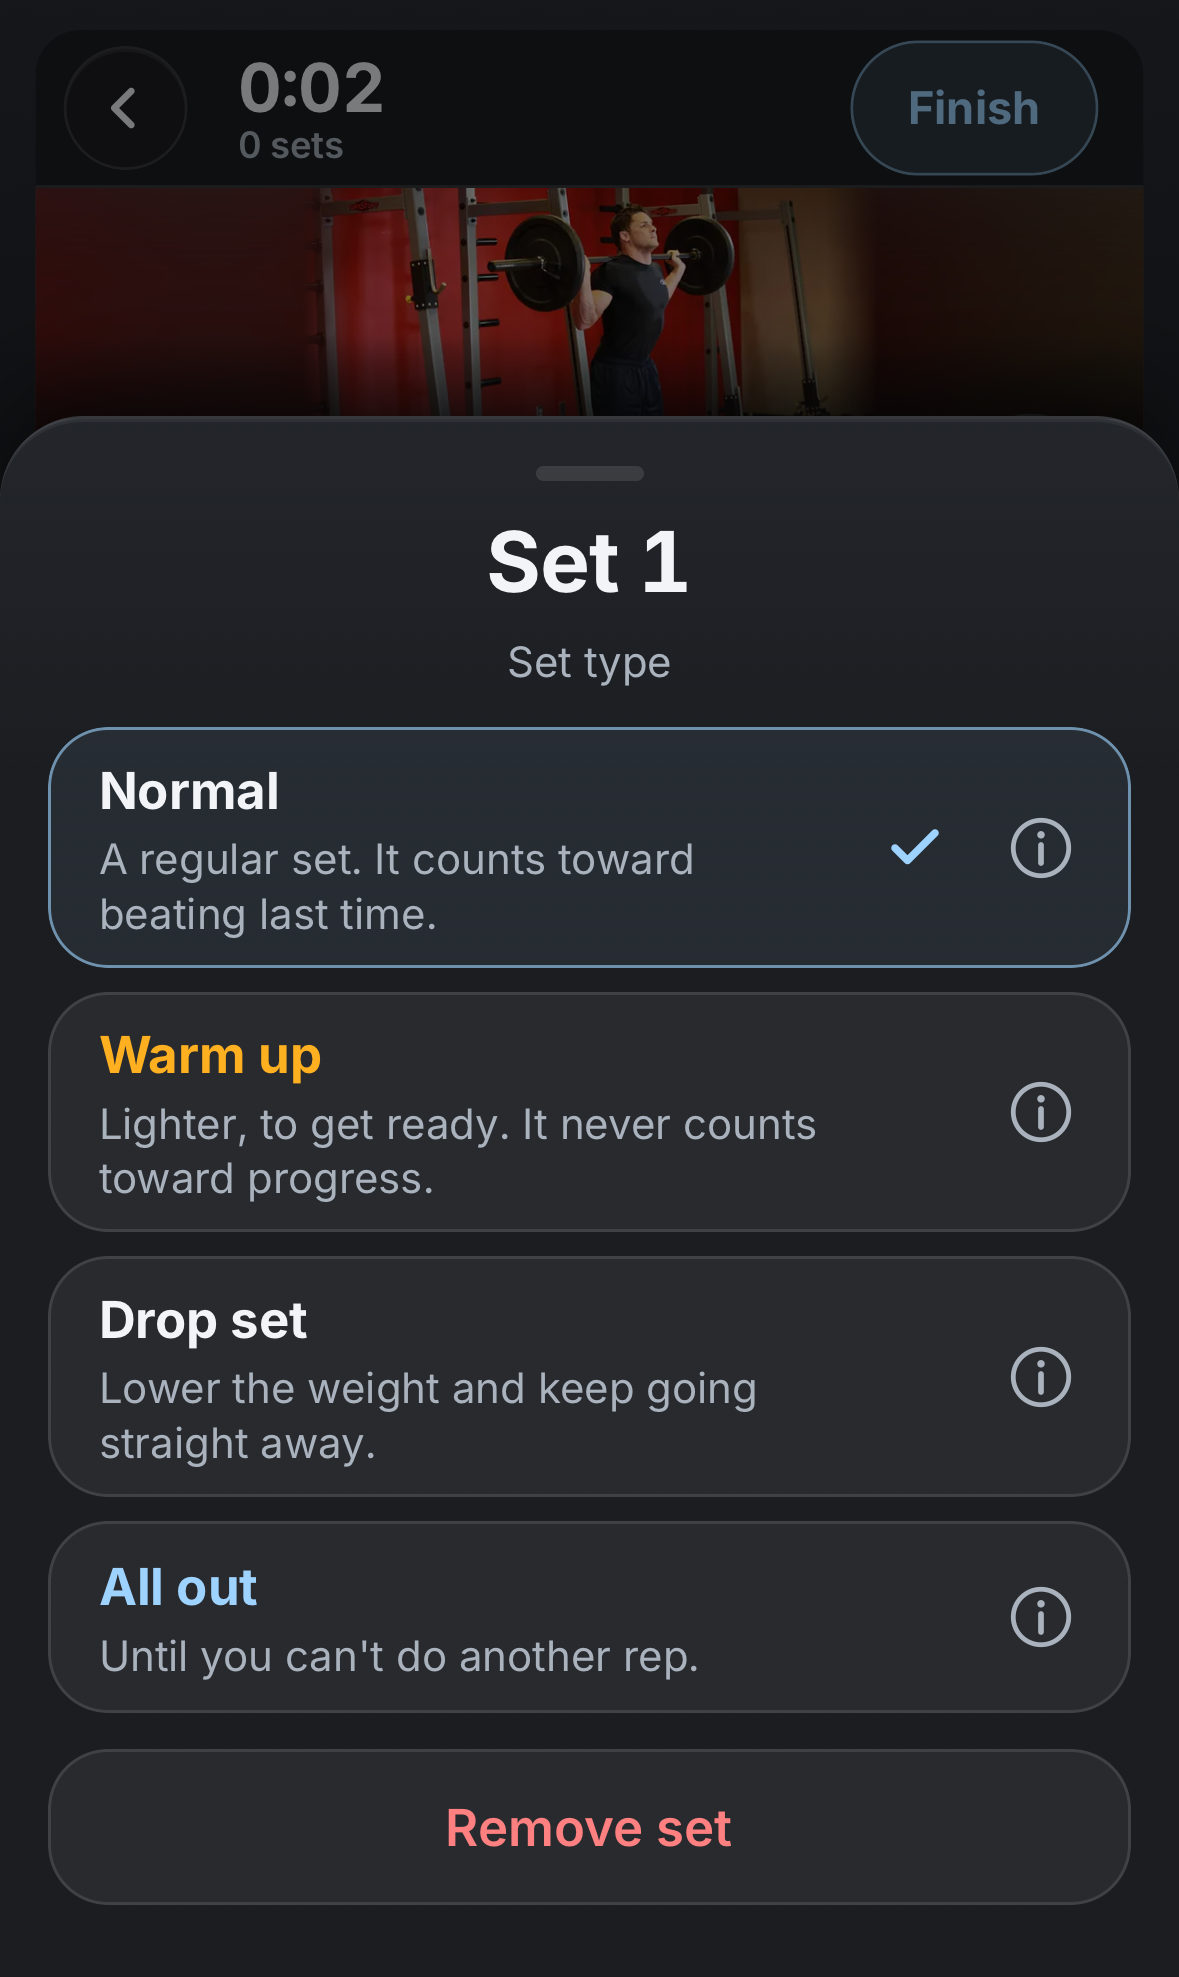 0:02
0 sets
Finish
Set 1
Set type
Normal
A regular set. It counts toward
beating last time.
Warm up
Lighter, to get ready. It never counts
toward progress.
Drop set
Lower the weight and keep going
straight away.
All out
Until you can't do another rep.
Remove set